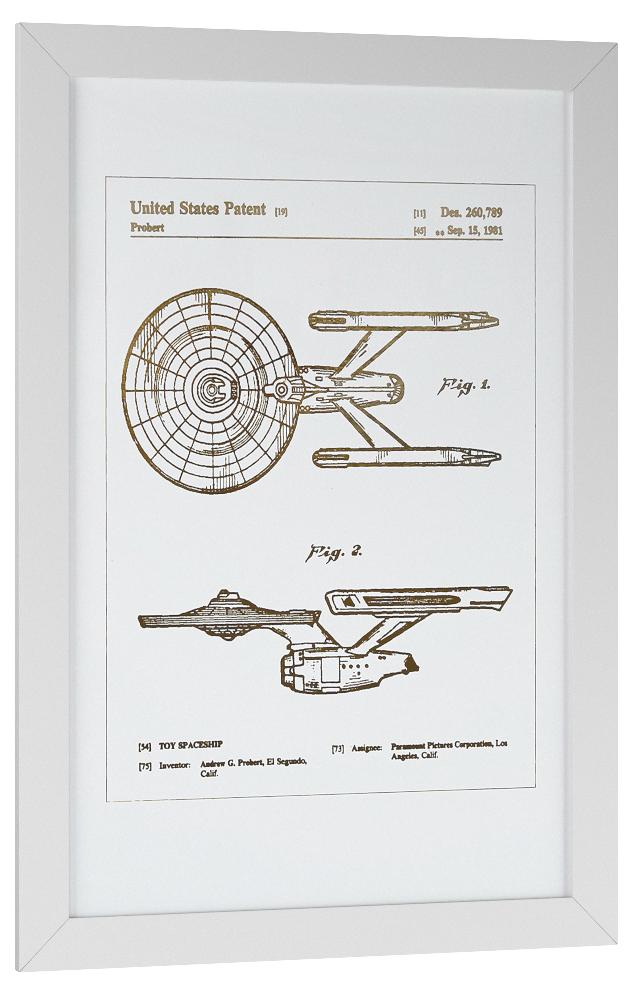 United States Patent [19] [11] Des. 260,789
Probert [45] ** Sep. 15, 1981
Fig. 1.
Fig. 2.
[54] TOY SPACESHIP
[75] Inventor: Andrew G. Probert, El Segundo,
Calif.
[73] Assignee: Paramount Pictures Corporation, Los
Angeles, Calif.